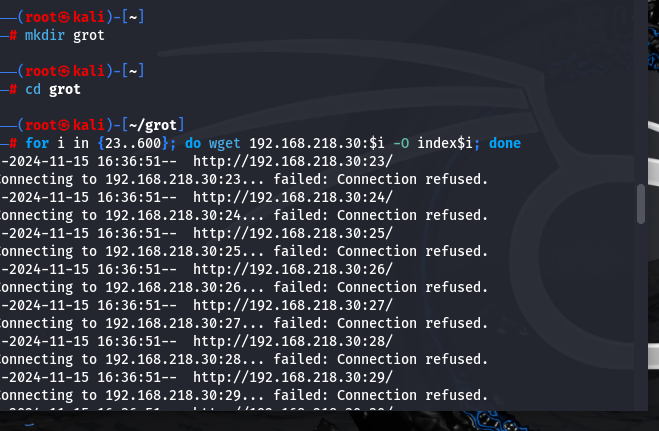 ──(root㉿kali)-[~]
─# mkdir grot
──(root㉿kali)-[~]
─# cd grot
──(root㉿kali)-[~/grot]
─# for i in {23..600}; do wget 192.168.218.30:$i -O index$i; done
-2024-11-15 16:36:51-- http://192.168.218.30:23/
onnecting to 192.168.218.30:23... failed: Connection refused.
-2024-11-15 16:36:51-- http://192.168.218.30:24/
onnecting to 192.168.218.30:24... failed: Connection refused.
-2024-11-15 16:36:51-- http://192.168.218.30:25/
onnecting to 192.168.218.30:25... failed: Connection refused.
-2024-11-15 16:36:51-- http://192.168.218.30:26/
onnecting to 192.168.218.30:26... failed: Connection refused.
-2024-11-15 16:36:51-- http://192.168.218.30:27/
onnecting to 192.168.218.30:27... failed: Connection refused.
-2024-11-15 16:36:51-- http://192.168.218.30:28/
onnecting to 192.168.218.30:28... failed: Connection refused.
-2024-11-15 16:36:51-- http://192.168.218.30:29/
onnecting to 192.168.218.30:29... failed: Connection refused.